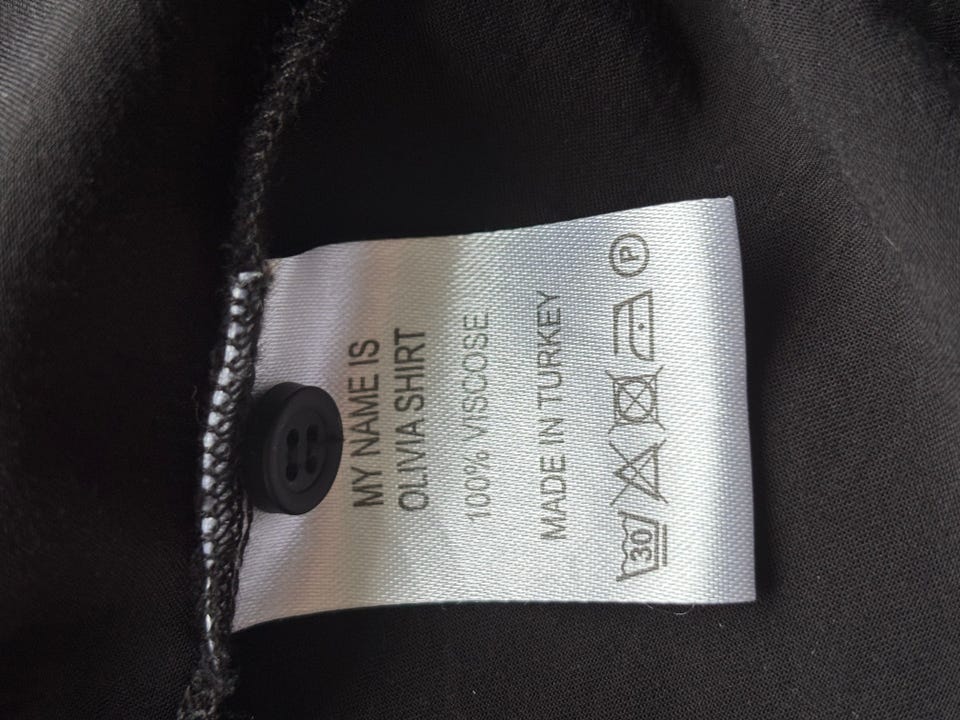 MY NAME IS
OLIVIA SHIRT
100% VISCOSE
MADE IN TURKEY
30 P